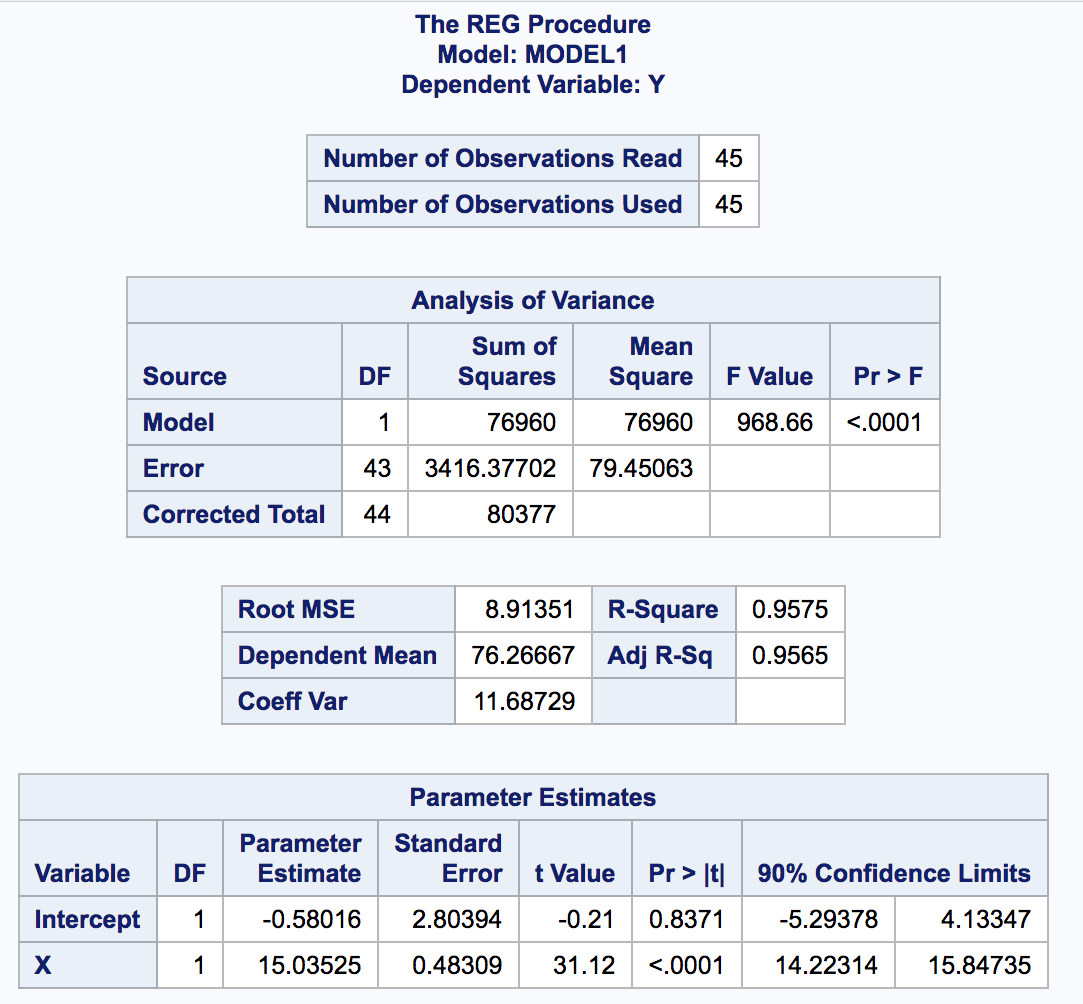 The REG Procedure
Model: MODEL1
Dependent Variable: Y
Number of Observations Read 45
Number of Observations Used 45
Analysis of Variance
Source DF Sum of Squares Mean Square F Value Pr > F
Model 1 76960 76960 968.66 <.0001
Error 43 3416.37702 79.45063
Corrected Total 44 80377
Root MSE 8.91351 R-Square 0.9575
Dependent Mean 76.26667 Adj R-Sq 0.9565
Coeff Var 11.68729
Parameter Estimates
Variable DF Parameter Estimate Standard Error t Value Pr > |t| 90% Confidence Limits
Intercept 1 -0.58016 2.80394 -0.21 0.8371 -5.29378 4.13347
X 1 15.03525 0.48309 31.12 <.0001 14.22314 15.84735